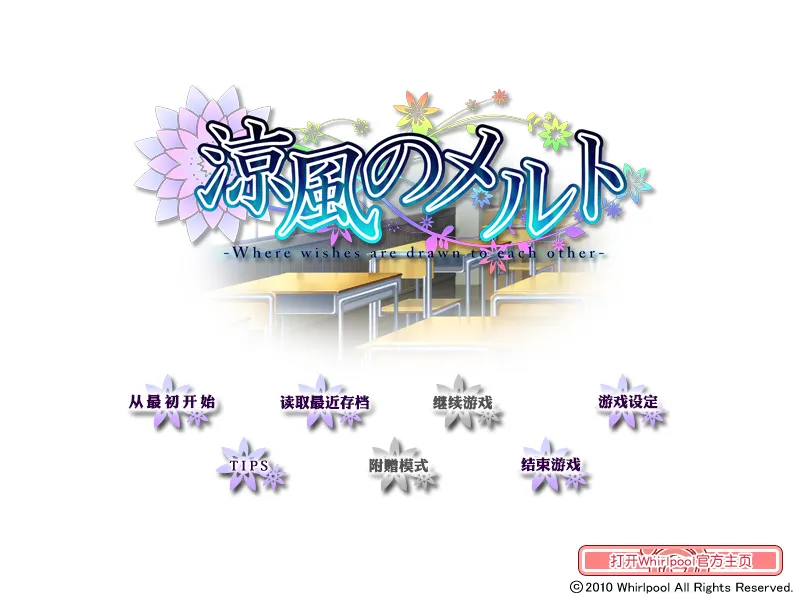 涼風のメルト
-Where wishes are drawn to each other-
从最初开始
读取最近存档
继续游戏
游戏设定
TIPS
附赠模式
结束游戏
打开Whirlpool官方主页
©2010 Whirlpool All Rights Reserved.